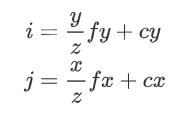 i = \frac{y}{z} fy + cy
j = \frac{x}{z} fx + cx